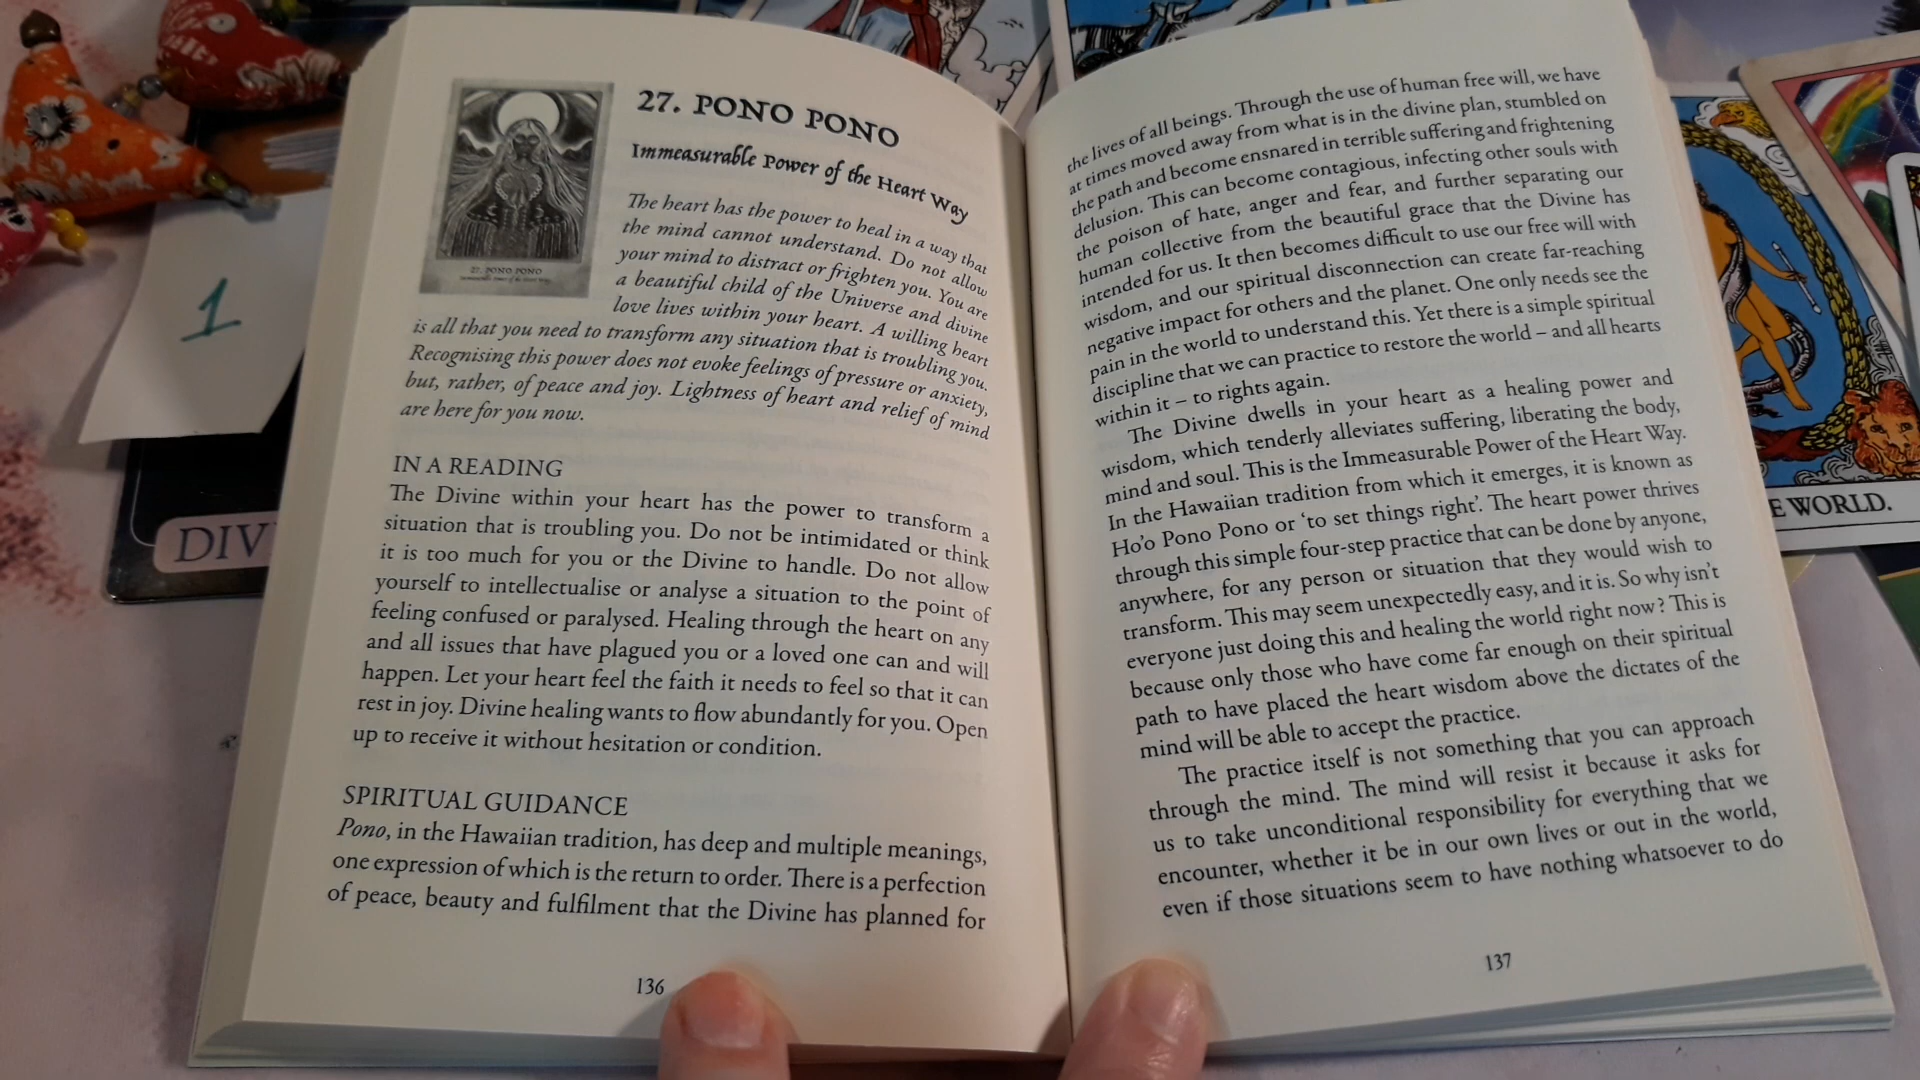 1
DIV
27. PONO PONO
Immeasurable Power of the Heart Way
The heart has the power to heal in a way that
the mind cannot understand. Do not allow
your mind to distract or frighten you. You are
a beautiful child of the Universe and divine
love lives within your heart. A willing heart
is all that you need to transform any situation that is troubling you.
Recognising this power does not evoke feelings of pressure or anxiety,
but, rather, of peace and joy. Lightness of heart and relief of mind
are here for you now.
27. PONO PONO
IN A READING
The Divine within your heart has the power to transform a
situation that is troubling you. Do not be intimidated or think
it is too much for you or the Divine to handle. Do not allow
yourself to intellectualise or analyse a situation to the point of
feeling confused or paralysed. Healing through the heart on any
and all issues that have plagued you or a loved one can and will
happen. Let your heart feel the faith it needs to feel so that it can
rest in joy. Divine healing wants to flow abundantly for you. Open
up to receive it without hesitation or condition.
SPIRITUAL GUIDANCE
Pono, in the Hawaiian tradition, has deep and multiple meanings,
one expression of which is the return to order. There is a perfection
of peace, beauty and fulfilment that the Divine has planned for
136
the lives of all beings. Through the use of human free will, we have
at times moved away from what is in the divine plan, stumbled on
the path and become ensnared in terrible suffering and frightening
delusion. This can become contagious, infecting other souls with
the poison of hate, anger and fear, and further separating our
human collective from the beautiful grace that the Divine has
intended for us. It then becomes difficult to use our free will with
wisdom, and our spiritual disconnection can create far-reaching
negative impact for others and the planet. One only needs see the
pain in the world to understand this. Yet there is a simple spiritual
discipline that we can practice to restore the world – and all hearts
within it – to rights again.
The Divine dwells in your heart as a healing power and
wisdom, which tenderly alleviates suffering, liberating the body,
mind and soul. This is the Immeasurable Power of the Heart Way.
In the Hawaiian tradition from which it emerges, it is known as
Ho’o Pono Pono or ‘to set things right’. The heart power thrives
through this simple four-step practice that can be done by anyone,
anywhere, for any person or situation that they would wish to
transform. This may seem unexpectedly easy, and it is. So why isn’t
everyone just doing this and healing the world right now? This is
because only those who have come far enough on their spiritual
path to have placed the heart wisdom above the dictates of the
mind will be able to accept the practice.
The practice itself is not something that you can approach
through the mind. The mind will resist it because it asks for
us to take unconditional responsibility for everything that we
encounter, whether it be in our own lives or out in the world,
even if those situations seem to have nothing whatsoever to do
137
E WORLD.